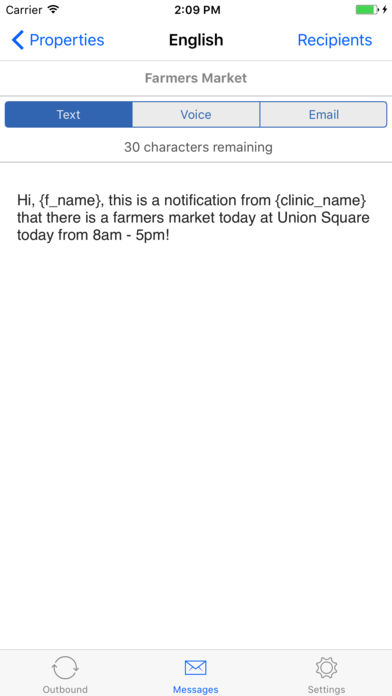 Carrier 2:09 PM
Properties English Recipients
Farmers Market
Text Voice Email
30 characters remaining
Hi, {f_name}, this is a notification from {clinic_name}
that there is a farmers market today at Union Square
today from 8am - 5pm!
Outbound Messages Settings